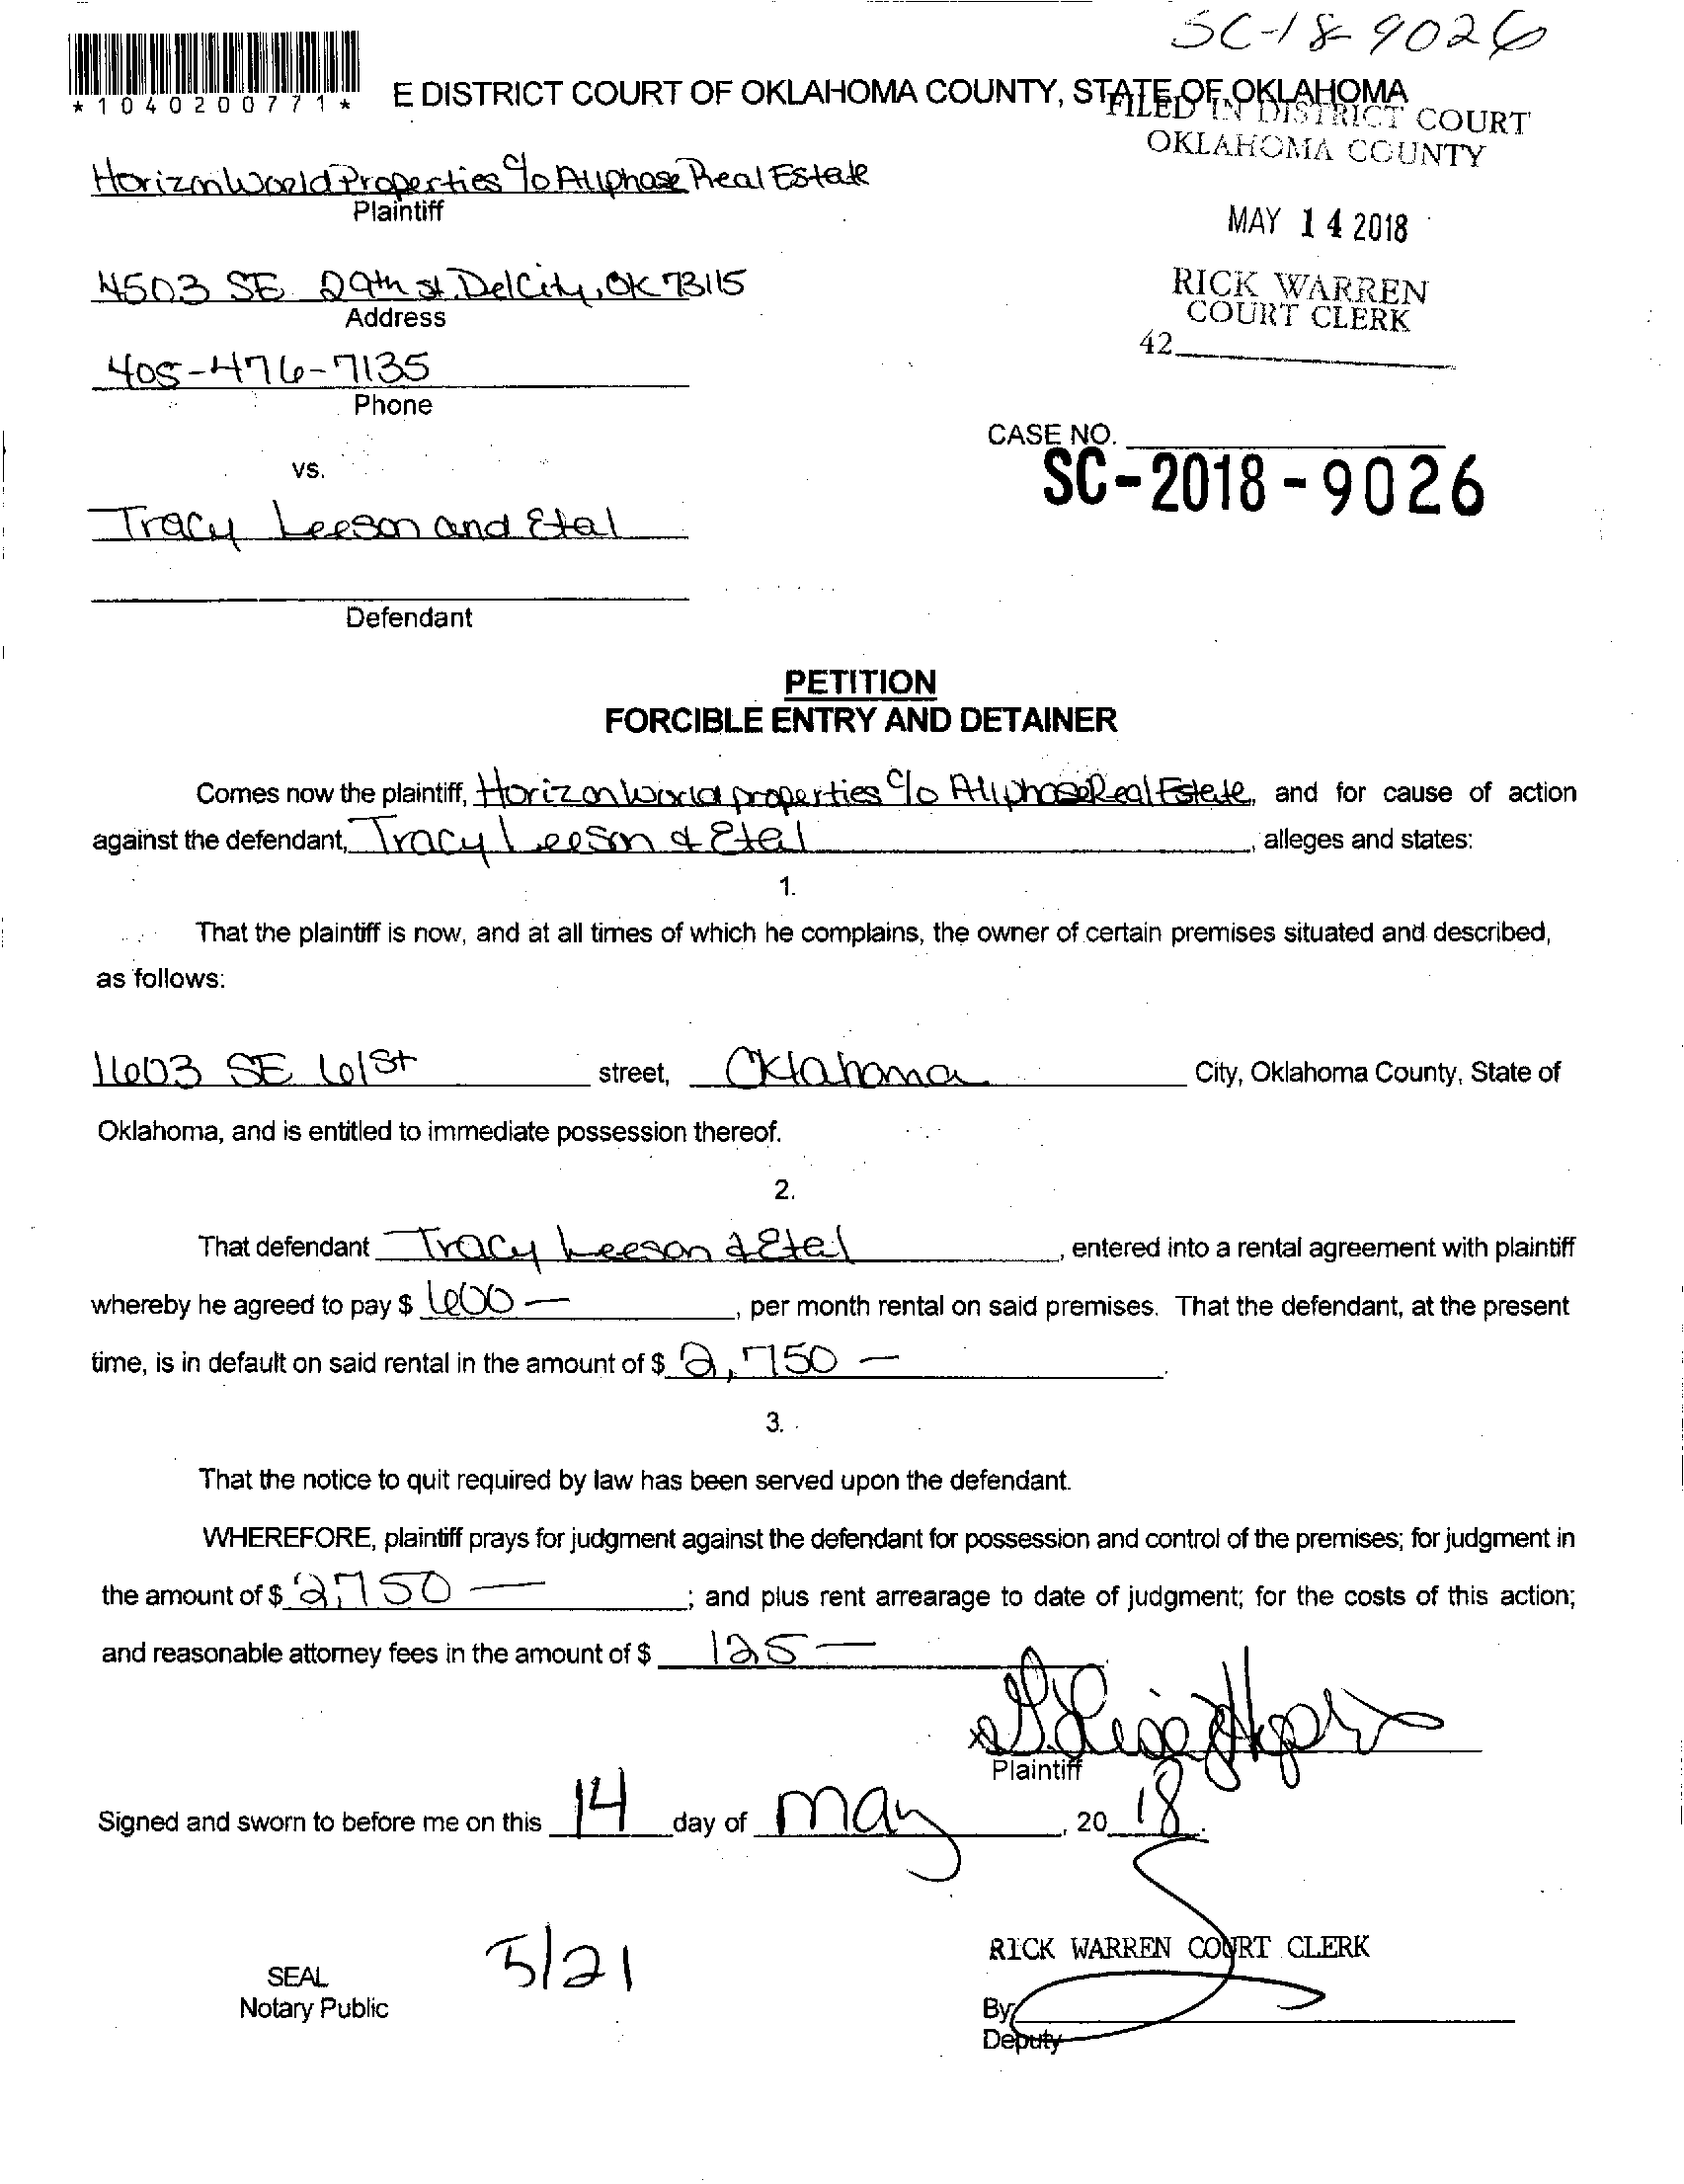 SC-18-9026
*1040200771*
E DISTRICT COURT OF OKLAHOMA COUNTY, STATE OF OKLAHOMA
FILED IN DISTRICT COURT
OKLAHOMA COUNTY
Horizon World Properties c/o Allphase Real Estate
Plaintiff
MAY 14 2018
4503 SE 29th st. Del City, OK 73115
Address
RICK WARREN
COURT CLERK
42
405-476-7135
Phone
CASE NO.
SC-2018-9026
vs.
Tracy Leeson and Etal
Defendant
PETITION
FORCIBLE ENTRY AND DETAINER
Comes now the plaintiff, Horizon World properties c/o Allphase Real Estate, and for cause of action
against the defendant, Tracy Leeson & Etal, alleges and states:
1.
That the plaintiff is now, and at all times of which he complains, the owner of certain premises situated and described,
as follows:
1603 SE 61st street, Oklahoma City, Oklahoma County, State of
Oklahoma, and is entitled to immediate possession thereof.
2.
That defendant Tracy Leeson & Etal, entered into a rental agreement with plaintiff
whereby he agreed to pay $ 600 —, per month rental on said premises. That the defendant, at the present
time, is in default on said rental in the amount of $ 2,750 —.
3.
That the notice to quit required by law has been served upon the defendant.
WHEREFORE, plaintiff prays for judgment against the defendant for possession and control of the premises; for judgment in
the amount of $ 2,750 —; and plus rent arrearage to date of judgment; for the costs of this action;
and reasonable attorney fees in the amount of $ 125 —
Plaintiff
Signed and sworn to before me on this 14 day of may, 20 18.
5/21
RICK WARREN COURT CLERK
SEAL
Notary Public
By
Deputy